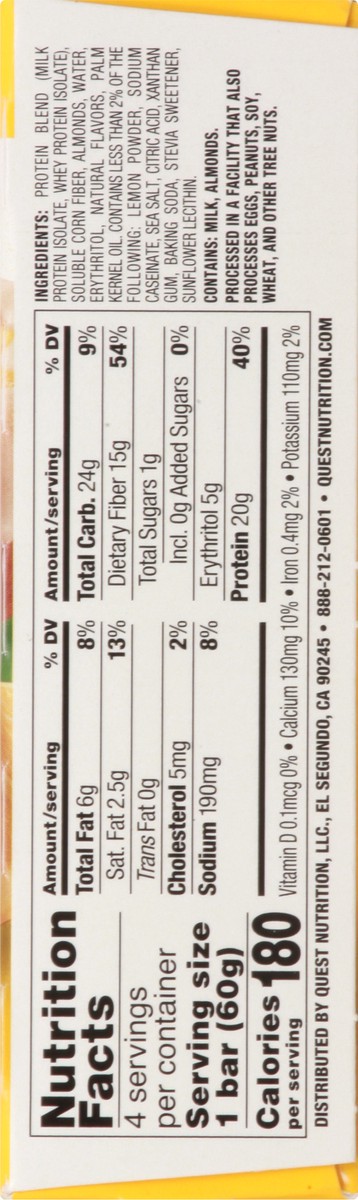 Nutrition
Facts
4 servings
per container
Serving size
1 bar (60g)
Calories 180
per serving
Amount/serving % DV
Total Fat 6g 8%
Sat. Fat 2.5g 13%
Trans Fat 0g
Cholesterol 5mg 2%
Sodium 190mg 8%
Amount/serving % DV
Total Carb. 24g 9%
Dietary Fiber 15g 54%
Total Sugars 1g
Incl. 0g Added Sugars 0%
Erythritol 5g
Protein 20g 40%
Vitamin D 0.1mcg 0% • Calcium 130mg 10% • Iron 0.4mg 2% • Potassium 110mg 2%
DISTRIBUTED BY QUEST NUTRITION, LLC., EL SEGUNDO, CA 90245 • 888-212-0601 • QUESTNUTRITION.COM
INGREDIENTS: PROTEIN BLEND (MILK
PROTEIN ISOLATE, WHEY PROTEIN ISOLATE),
SOLUBLE CORN FIBER, ALMONDS, WATER,
ERYTHRITOL, NATURAL FLAVORS, PALM
KERNEL OIL. CONTAINS LESS THAN 2% OF THE
FOLLOWING: LEMON POWDER, SODIUM
CASEINATE, SEA SALT, CITRIC ACID, XANTHAN
GUM, BAKING SODA, STEVIA SWEETENER,
SUNFLOWER LECITHIN.
CONTAINS: MILK, ALMONDS.
PROCESSED IN A FACILITY THAT ALSO
PROCESSES EGGS, PEANUTS, SOY,
WHEAT, AND OTHER TREE NUTS.